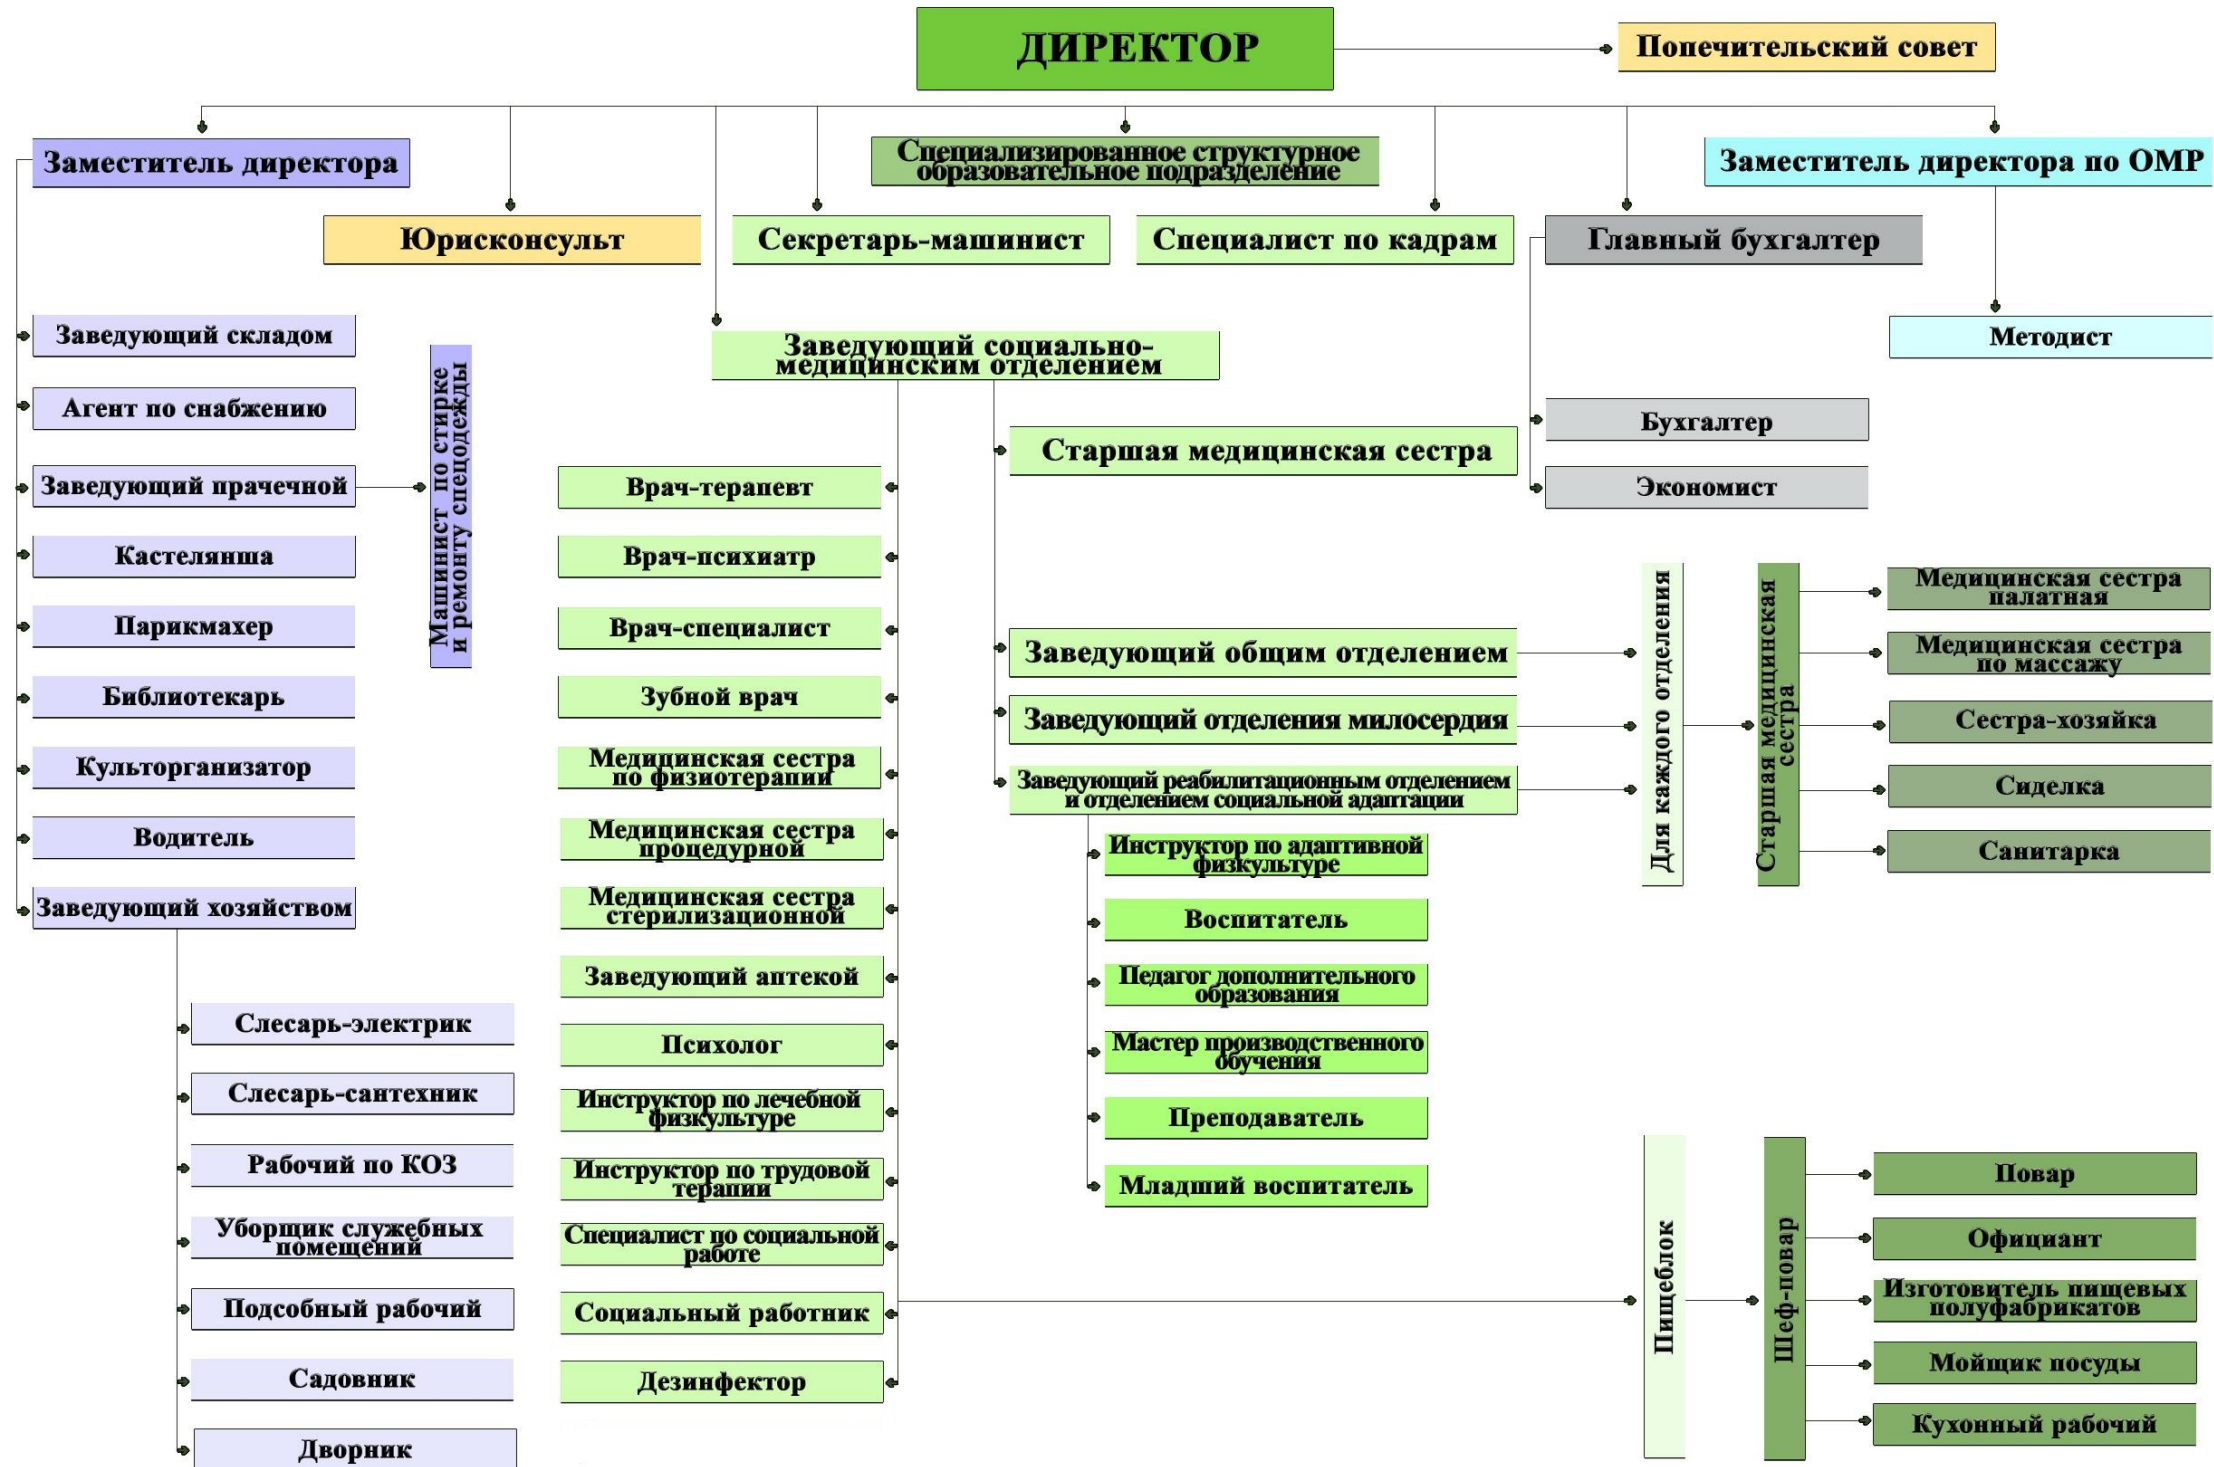 ДИРЕКТОР
Попечительский совет
Заместитель директора
Специализированное структурное
образовательное подразделение
Заместитель директора по ОМР
Юрисконсульт
Секретарь-машинист
Специалист по кадрам
Главный бухгалтер
Заведующий складом
Агент по снабжению
Заведующий прачечной
Кастелянша
Парикмахер
Библиотекарь
Культорганизатор
Водитель
Заведующий хозяйством
Машинист по стирке
и ремонту спецодежды
Слесарь-электрик
Слесарь-сантехник
Рабочий по КОЗ
Уборщик служебных
помещений
Подсобный рабочий
Садовник
Дворник
Заведующий социально-
медицинским отделением
Врач-терапевт
Врач-психиатр
Врач-специалист
Зубной врач
Медицинская сестра
по физиотерапии
Медицинская сестра
процедурной
Медицинская сестра
стерилизационной
Заведующий аптекой
Психолог
Инструктор по лечебной
физкультуре
Инструктор по трудовой
терапии
Специалист по социальной
работе
Социальный работник
Дезинфектор
Старшая медицинская сестра
Заведующий общим отделением
Заведующий отделения милосердия
Заведующий реабилитационным отделением
и отделением социальной адаптации
Инструктор по адаптивной
физкультуре
Воспитатель
Педагог дополнительного
образования
Мастер производственного
обучения
Преподаватель
Младший воспитатель
Методист
Бухгалтер
Экономист
Для каждого отделения
Старшая медицинская
сестра
Медицинская сестра
палатная
Медицинская сестра
по массажу
Сестра-хозяйка
Сиделка
Санитарка
Пищеблок
Шеф-повар
Повар
Официант
Изготовитель пищевых
полуфабрикатов
Мойщик посуды
Кухонный рабочий